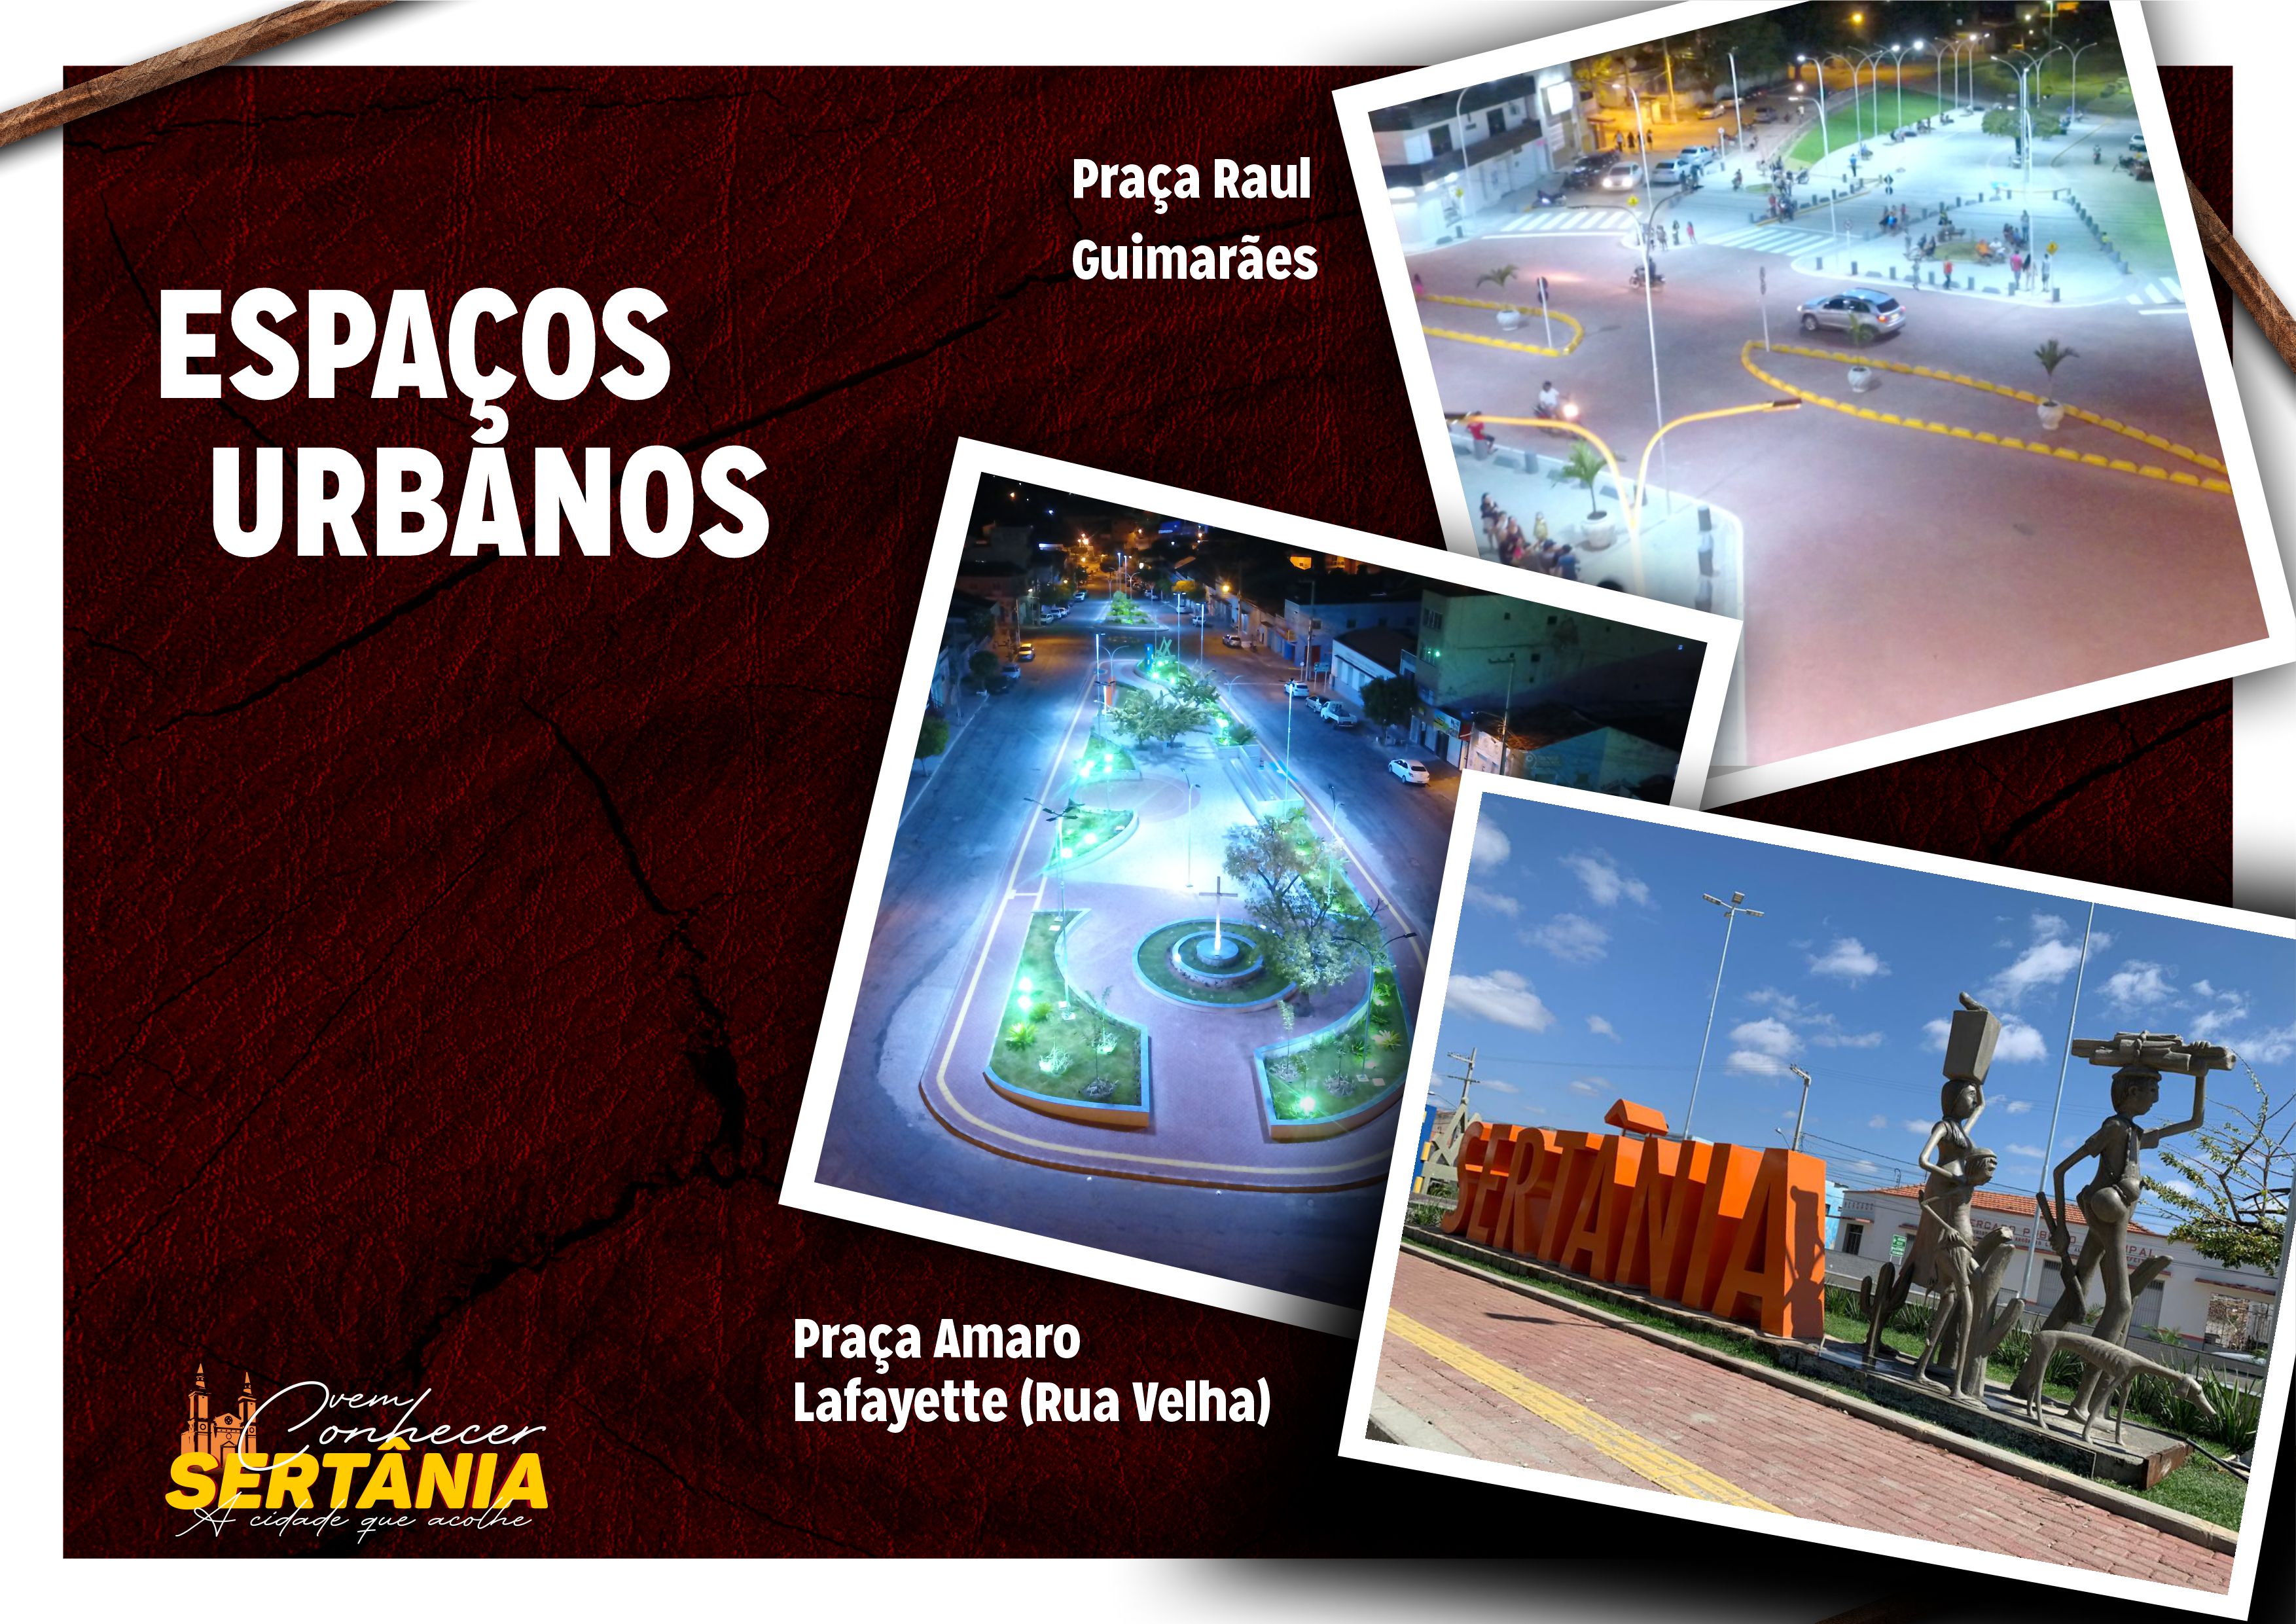 Praça Raul
Guimarães
ESPAÇOS
URBANOS
SERTÂNIA
Praça Amaro
Lafayette (Rua Velha)
vem
Conhecer
SERTÂNIA
A cidade que acolhe